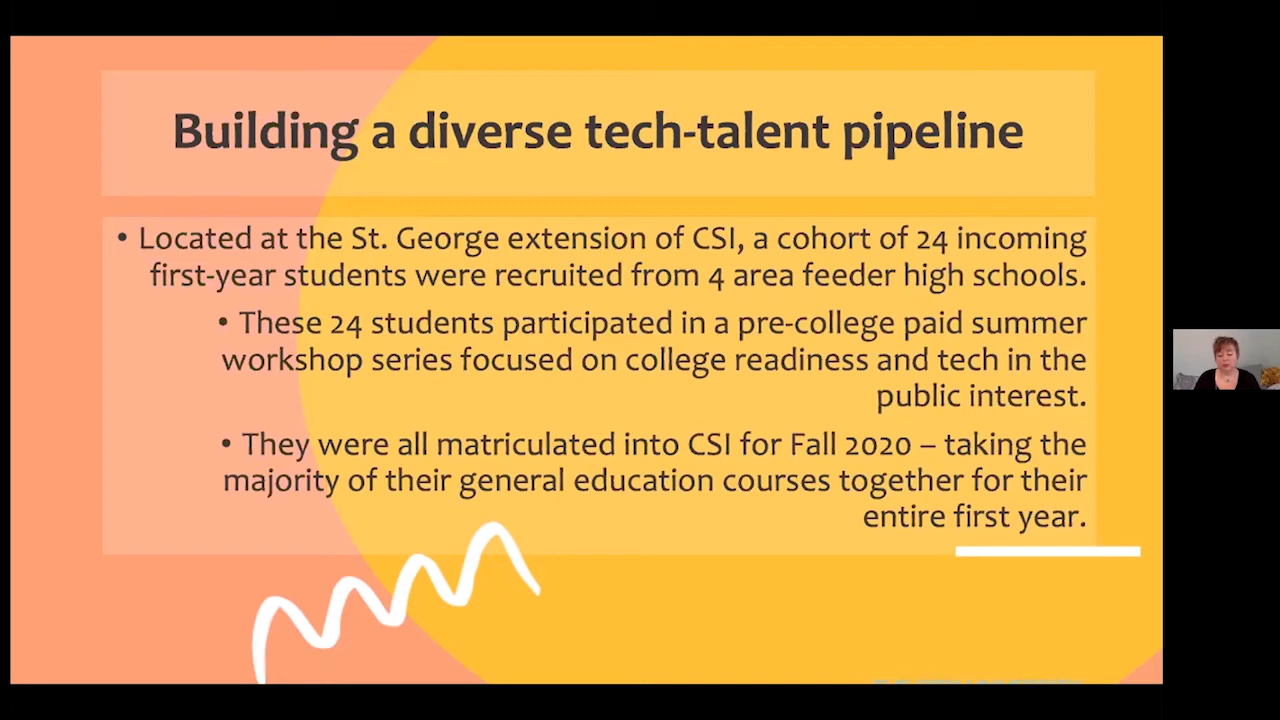 Building a diverse tech-talent pipeline
• Located at the St. George extension of CSI, a cohort of 24 incoming
first-year students were recruited from 4 area feeder high schools.
• These 24 students participated in a pre-college paid summer
workshop series focused on college readiness and tech in the
public interest.
• They were all matriculated into CSI for Fall 2020 – taking the
majority of their general education courses together for their
entire first year.